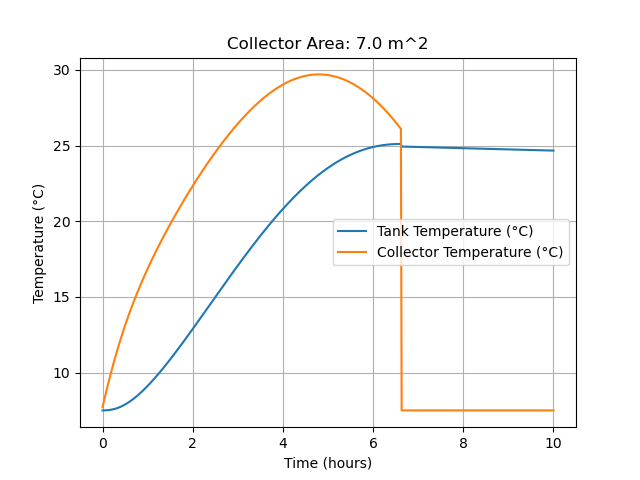 Collector Area: 7.0 m^2
Temperature (°C)
30
25
20
15
10
Tank Temperature (°C)
Collector Temperature (°C)
0
2
4
6
8
10
Time (hours)